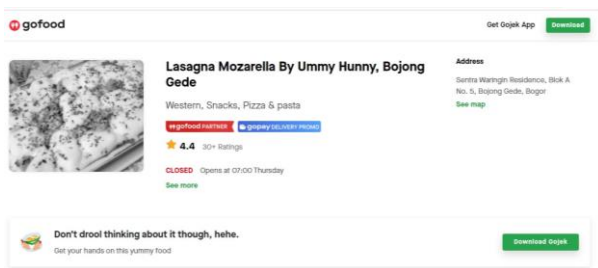 gofood
Get Gojek App
Download
Lasagna Mozarella By Ummy Hunny, Bojong
Gede
Western, Snacks, Pizza & pasta
gofood PARTNER
gopay DELIVERY PROMO
4.4 30+ Ratings
CLOSED Opens at 07:00 Thursday
See more
Address
Sentra Waringin Residence, Blok A
No. 5, Bojong Gede, Bogor
See map
Don't drool thinking about it though, hehe.
Get your hands on this yummy food
Download Gojek